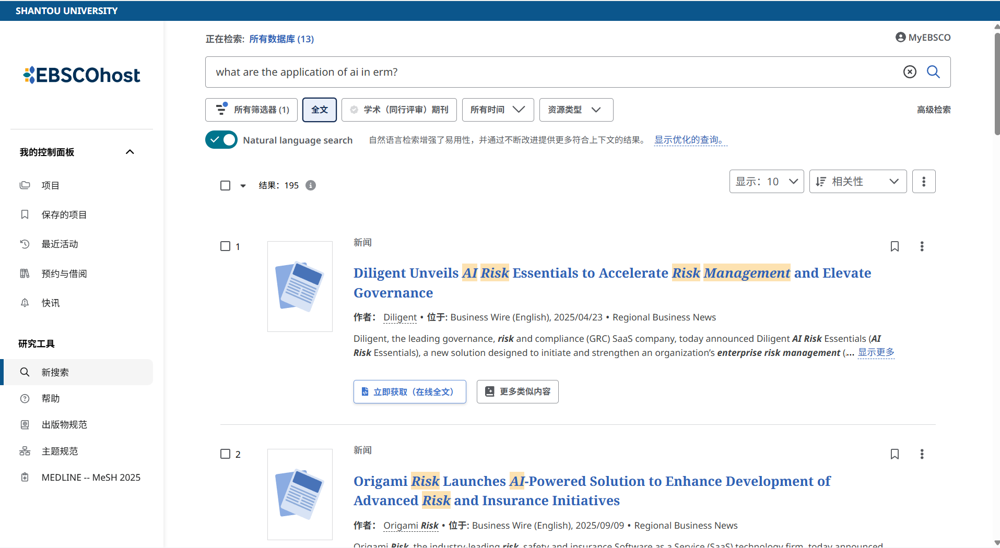 SHANTOU UNIVERSITY
EBSCOhost
我的控制面板
项目
保存的项目
最近活动
预约与借阅
快讯
研究工具
新搜索
帮助
出版物规范
主题规范
MEDLINE -- MeSH 2025
正在检索: 所有数据库 (13)
MyEBSCO
what are the application of ai in erm?
所有筛选器 (1)
全文
学术（同行评审）期刊
所有时间
资源类型
高级检索
Natural language search
自然语言检索增强了易用性，并通过不断改进提供更多符合上下文的结果。 显示优化的查询。
结果：195
显示：10
相关性
1
新闻
Diligent Unveils AI Risk Essentials to Accelerate Risk Management and Elevate
Governance
作者： Diligent • 位于: Business Wire (English), 2025/04/23 • Regional Business News
Diligent, the leading governance, risk and compliance (GRC) SaaS company, today announced Diligent AI Risk Essentials (AI
Risk Essentials), a new solution designed to initiate and strengthen an organization’s enterprise risk management (... 显示更多
立即获取（在线全文）
更多类似内容
2
新闻
Origami Risk Launches AI-Powered Solution to Enhance Development of
Advanced Risk and Insurance Initiatives
作者： Origami Risk • 位于: Business Wire (English), 2025/09/09 • Regional Business News
Origami Risk, the industry-leading risk, safety and insurance Software as a Service (SaaS) technology firm, today announced